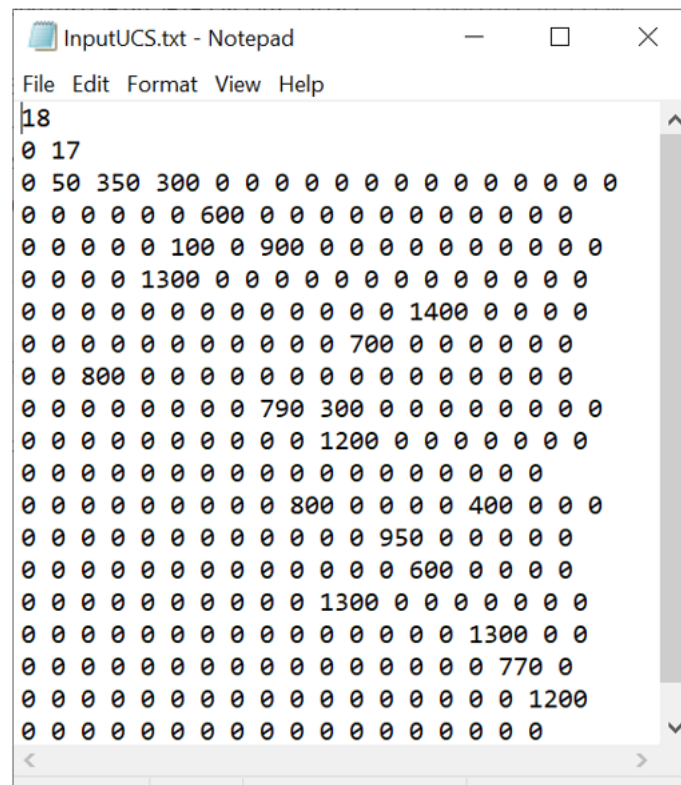 InputUCS.txt - Notepad
File Edit Format View Help
18
0 17
0 50 350 300 0 0 0 0 0 0 0 0 0 0 0 0 0 0
0 0 0 0 0 0 600 0 0 0 0 0 0 0 0 0 0 0
0 0 0 0 0 100 0 900 0 0 0 0 0 0 0 0 0 0
0 0 0 0 1300 0 0 0 0 0 0 0 0 0 0 0 0 0
0 0 0 0 0 0 0 0 0 0 0 0 0 1400 0 0 0 0
0 0 0 0 0 0 0 0 0 0 0 700 0 0 0 0 0 0
0 0 800 0 0 0 0 0 0 0 0 0 0 0 0 0 0 0
0 0 0 0 0 0 0 0 790 300 0 0 0 0 0 0 0 0
0 0 0 0 0 0 0 0 0 0 1200 0 0 0 0 0 0 0
0 0 0 0 0 0 0 0 0 0 0 0 0 0 0 0 0 0
0 0 0 0 0 0 0 0 0 800 0 0 0 0 400 0 0 0
0 0 0 0 0 0 0 0 0 0 0 0 950 0 0 0 0 0
0 0 0 0 0 0 0 0 0 0 0 0 0 600 0 0 0 0
0 0 0 0 0 0 0 0 0 0 1300 0 0 0 0 0 0 0
0 0 0 0 0 0 0 0 0 0 0 0 0 0 0 1300 0 0
0 0 0 0 0 0 0 0 0 0 0 0 0 0 0 0 770 0
0 0 0 0 0 0 0 0 0 0 0 0 0 0 0 0 0 1200
0 0 0 0 0 0 0 0 0 0 0 0 0 0 0 0 0 0